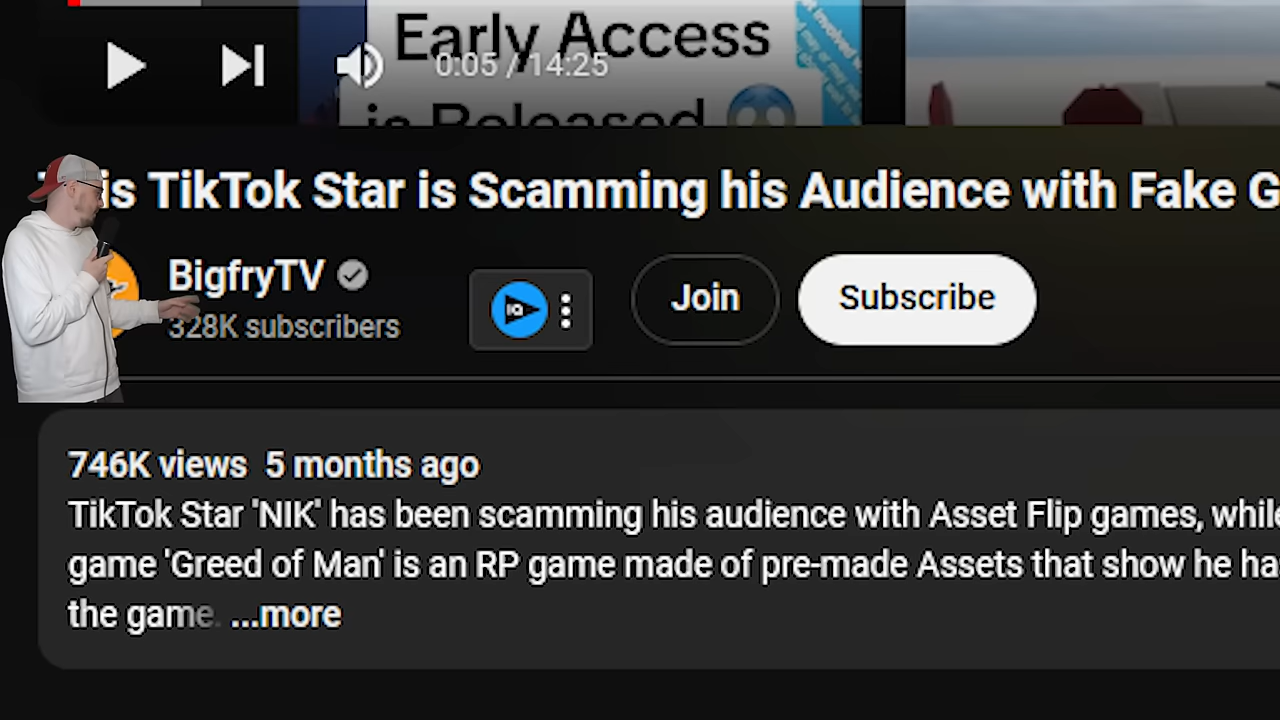 Early Access
0:05 / 14:25
is Released
is TikTok Star is Scamming his Audience with Fake G
BigfryTV
328K subscribers
IQ
Join
Subscribe
746K views 5 months ago
TikTok Star 'NIK' has been scamming his audience with Asset Flip games, while
game 'Greed of Man' is an RP game made of pre-made Assets that show he ha
the game. ...more